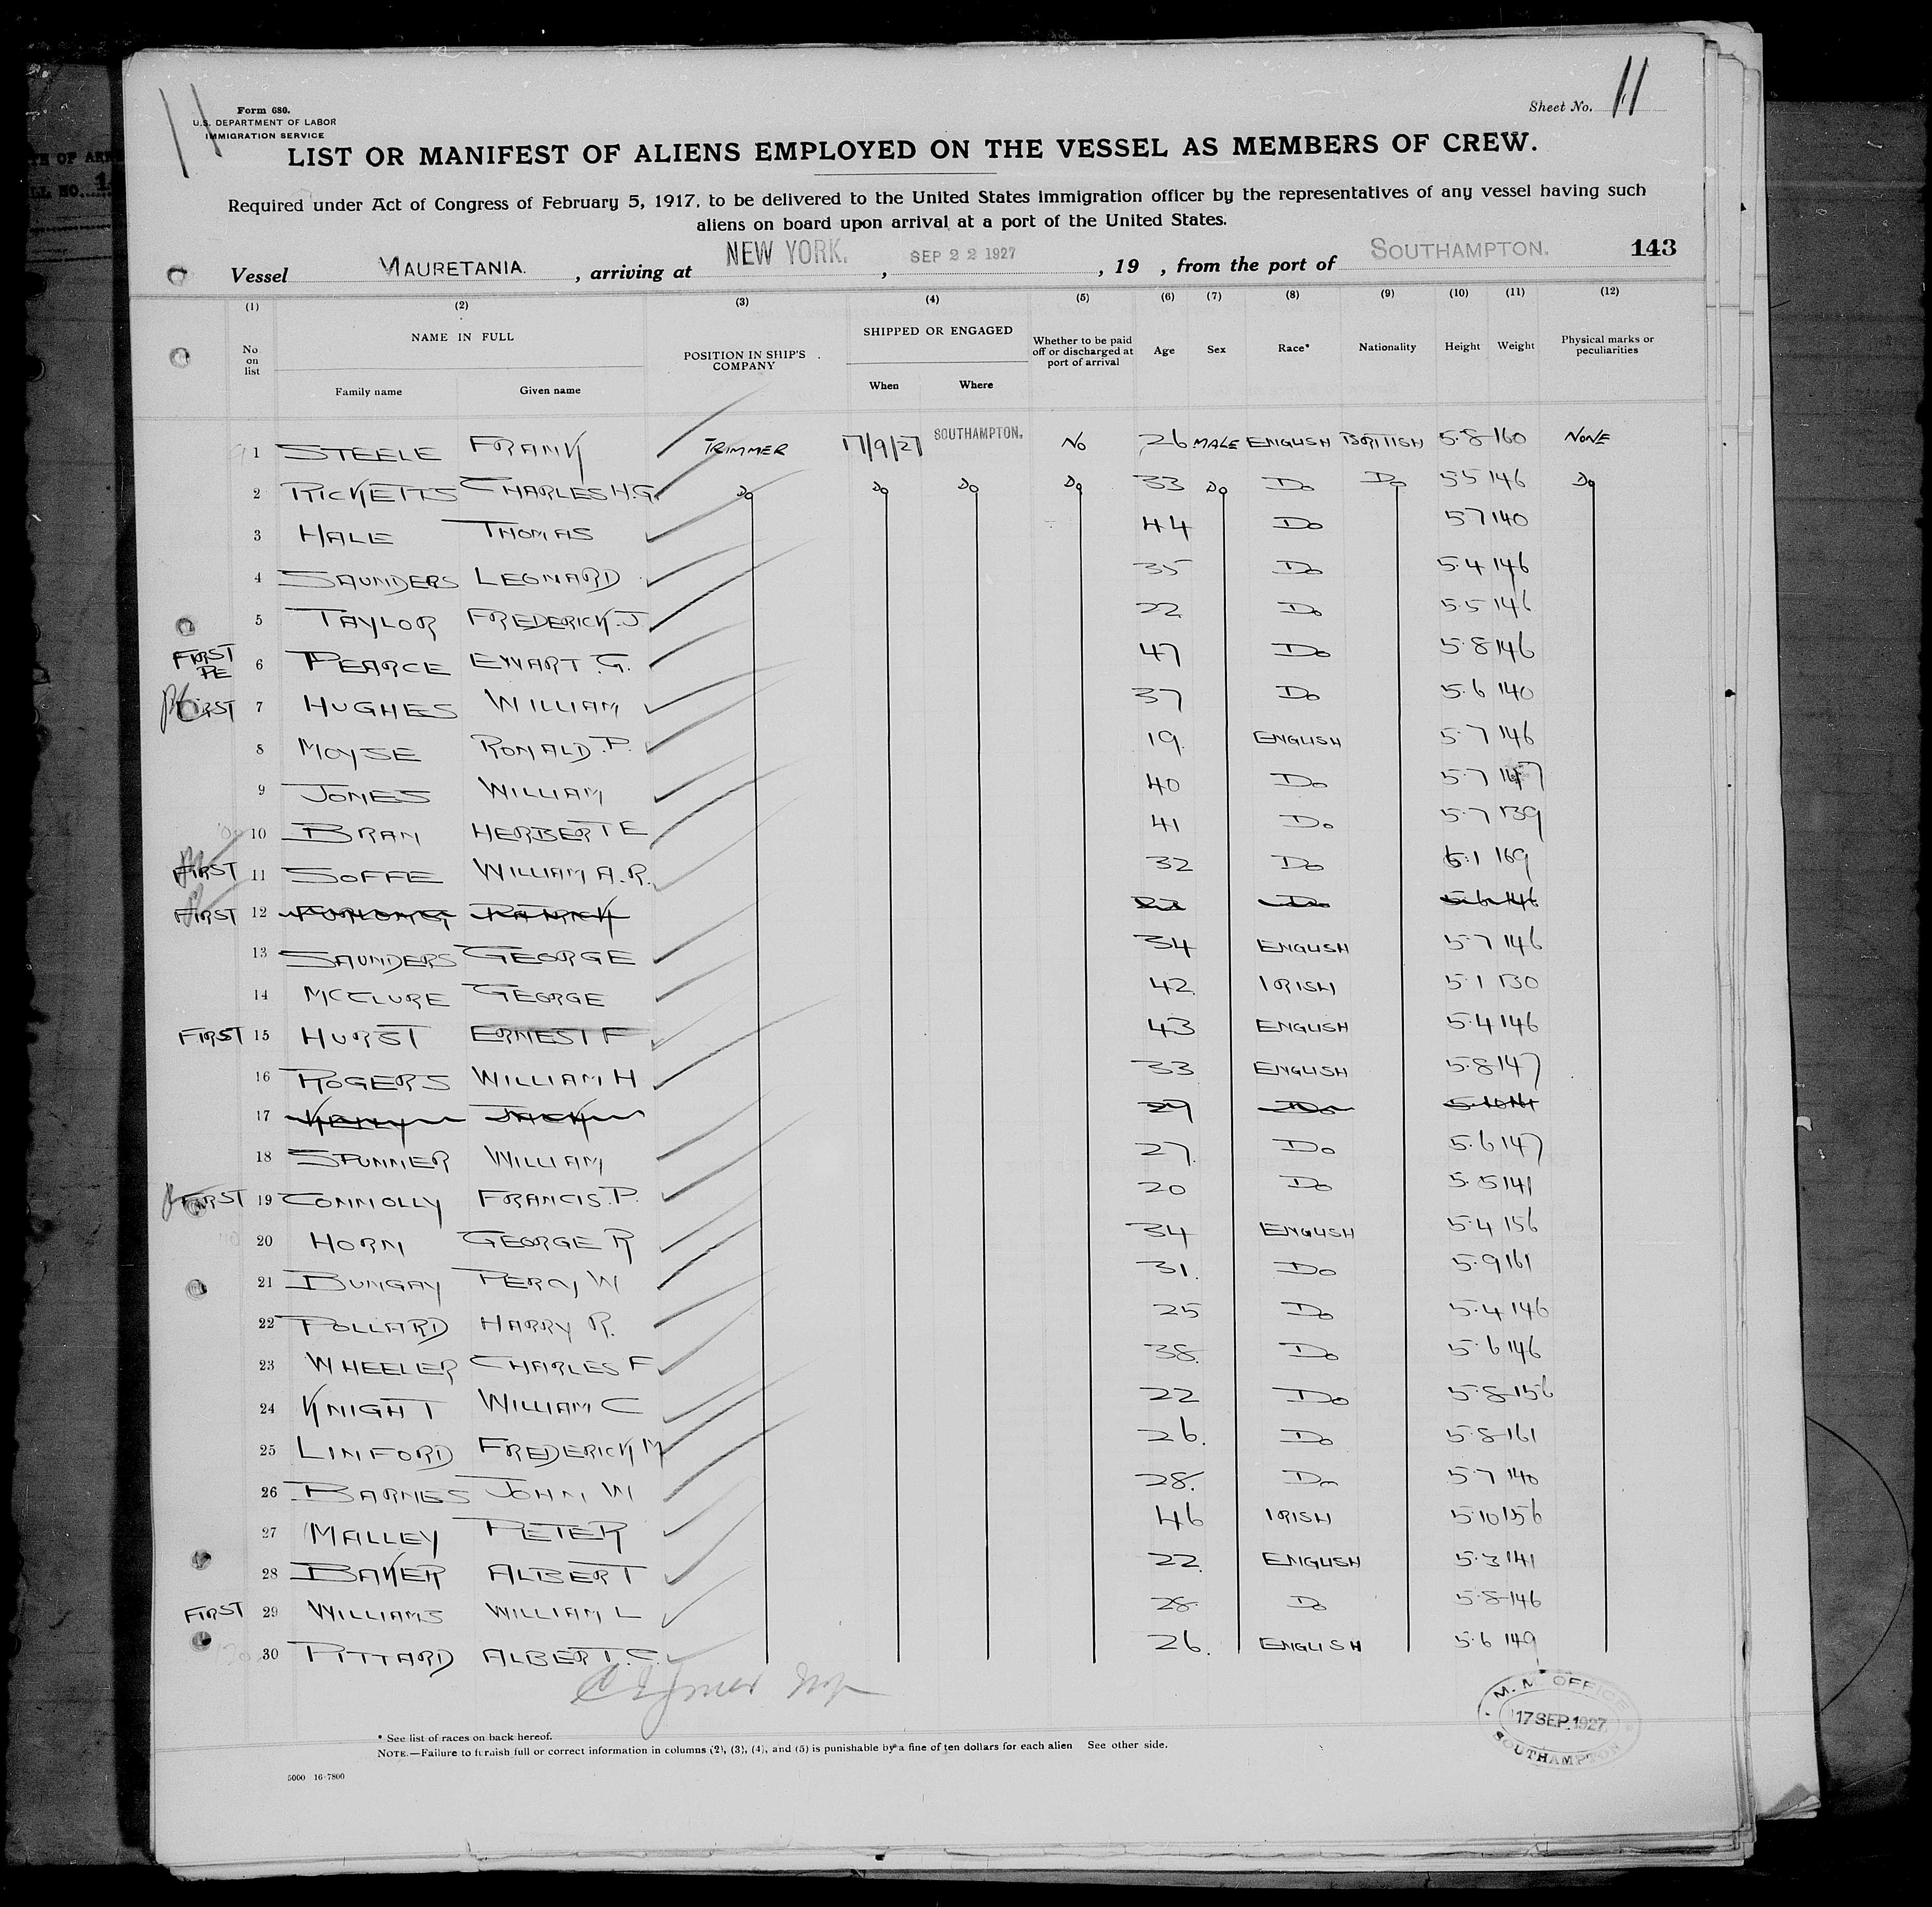 Form 680.
U.S. DEPARTMENT OF LABOR
IMMIGRATION SERVICE
Sheet No. 11
LIST OR MANIFEST OF ALIENS EMPLOYED ON THE VESSEL AS MEMBERS OF CREW.
Required under Act of Congress of February 5, 1917, to be delivered to the United States immigration officer by the representatives of any vessel having such
aliens on board upon arrival at a port of the United States.
Vessel MAURETANIA. , arriving at NEW YORK. , SEP 22 1927 , 19 , from the port of SOUTHAMPTON. 143
(1) (2) (3) (4) (5) (6) (7) (8) (9) (10) (11) (12)
No on list NAME IN FULL Family name Given name POSITION IN SHIP'S COMPANY SHIPPED OR ENGAGED When Where Whether to be paid off or discharged at port of arrival Age Sex Race* Nationality Height Weight Physical marks or peculiarities
1 STEELE FRANK TRIMMER 17/9/27 SOUTHAMPTON. NO 26 MALE ENGLISH BRITISH 5.8 160 NONE
2 RICKETTS CHARLES H.G. Do Do Do Do 33 Do Do Do 5 5 146 Do
3 HALE THOMAS 44 Do 5 7 140
4 SAUNDERS LEONARD 35 Do 5.4 146
5 TAYLOR FREDERICK.J 22 Do 5.5 146
FIRST 6 PEARCE EWART G. 47 Do 5.8 146
FIRST 7 HUGHES WILLIAM 37 Do 5.6 140
8 MOYSE RONALD.P. 19. ENGLISH 5.7 146
9 JONES WILLIAM 40 Do 5.7
10 BRAN HERBERT E 41 Do 5.7 139
FIRST 11 SOFFE WILLIAM A.R. 32 Do 169
FIRST 12 Do 5.6 146
13 SAUNDERS GEORGE 34 ENGLISH 5.7 146
14 MCCLURE GEORGE 42. IRISH 5.1 130
FIRST 15 HURST ERNEST F 43 ENGLISH 5.4 146
16 ROGERS WILLIAM H 33 ENGLISH 5.8 147
17 JACK 29 Do
18 SPUNNER WILLIAM 27. Do 5.6 147
FIRST 19 CONNOLLY FRANCIS.P. 20 Do 5.5 141
20 HORN GEORGE R 34 ENGLISH 5.4 156
21 BUNGAY PERCY W 31. Do 5.9 161
22 POLLARD HARRY R. 25 Do 5.4 146
23 WHEELER CHARLES F 38. Do 5.6 146
24 KNIGHT WILLIAM C 22 Do 5.8 156
25 LINFORD FREDERICK M 26. Do 5.8 161
26 BARNES JOHN W 28. Do 5.7 140
27 MALLEY PETER 46 IRISH 5.10 156
28 BAKER ALBERT 22. ENGLISH 5.3 141
FIRST 29 WILLIAMS WILLIAM L 28 Do 5.8 146
30 PITTARD ALBERT.C. 26. ENGLISH 5.6 149
* See list of races on back hereof.
NOTE.—Failure to furnish full or correct information in columns (2), (3), (4), and (5) is punishable by a fine of ten dollars for each alien See other side.
5000 16-7800
M. M. OFFICE
17 SEP. 1927
SOUTHAMPTON